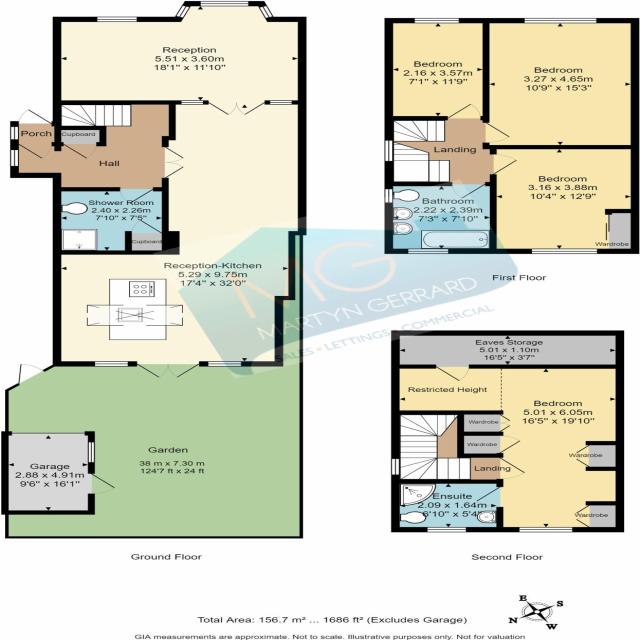 Reception
5.51 x 3.60m
18'1" x 11'10"
Porch
Cupboard
Hall
Shower Room
2.40 x 2.26m
7'10" x 7'5"
Cupboard
Reception-Kitchen
5.29 x 9.75m
17'4" x 32'0"
Garden
38 m x 7.30 m
124'7 ft x 24 ft
Garage
2.88 x 4.91m
9'6" x 16'1"
Ground Floor
Bedroom
2.16 x 3.57m
7'1" x 11'9"
Bedroom
3.27 x 4.65m
10'9" x 15'3"
Landing
Bedroom
3.16 x 3.88m
10'4" x 12'9"
Bathroom
2.22 x 2.39m
7'3" x 7'10"
Wardrobe
First Floor
MG
MARTYN GERRARD
SALES - LETTINGS - COMMERCIAL
Eaves Storage
5.01 x 1.10m
16'5" x 3'7"
Restricted Height
Bedroom
5.01 x 6.05m
16'5" x 19'10"
Wardrobe
Wardrobe
Wardrobe
Landing
Ensuite
2.09 x 1.64m
6'10" x 5'4"
Wardrobe
Second Floor
N E S W
Total Area: 156.7 m² ... 1686 ft² (Excludes Garage)
GIA measurements are approximate. Not to scale. Illustrative purposes only. Not for valuation